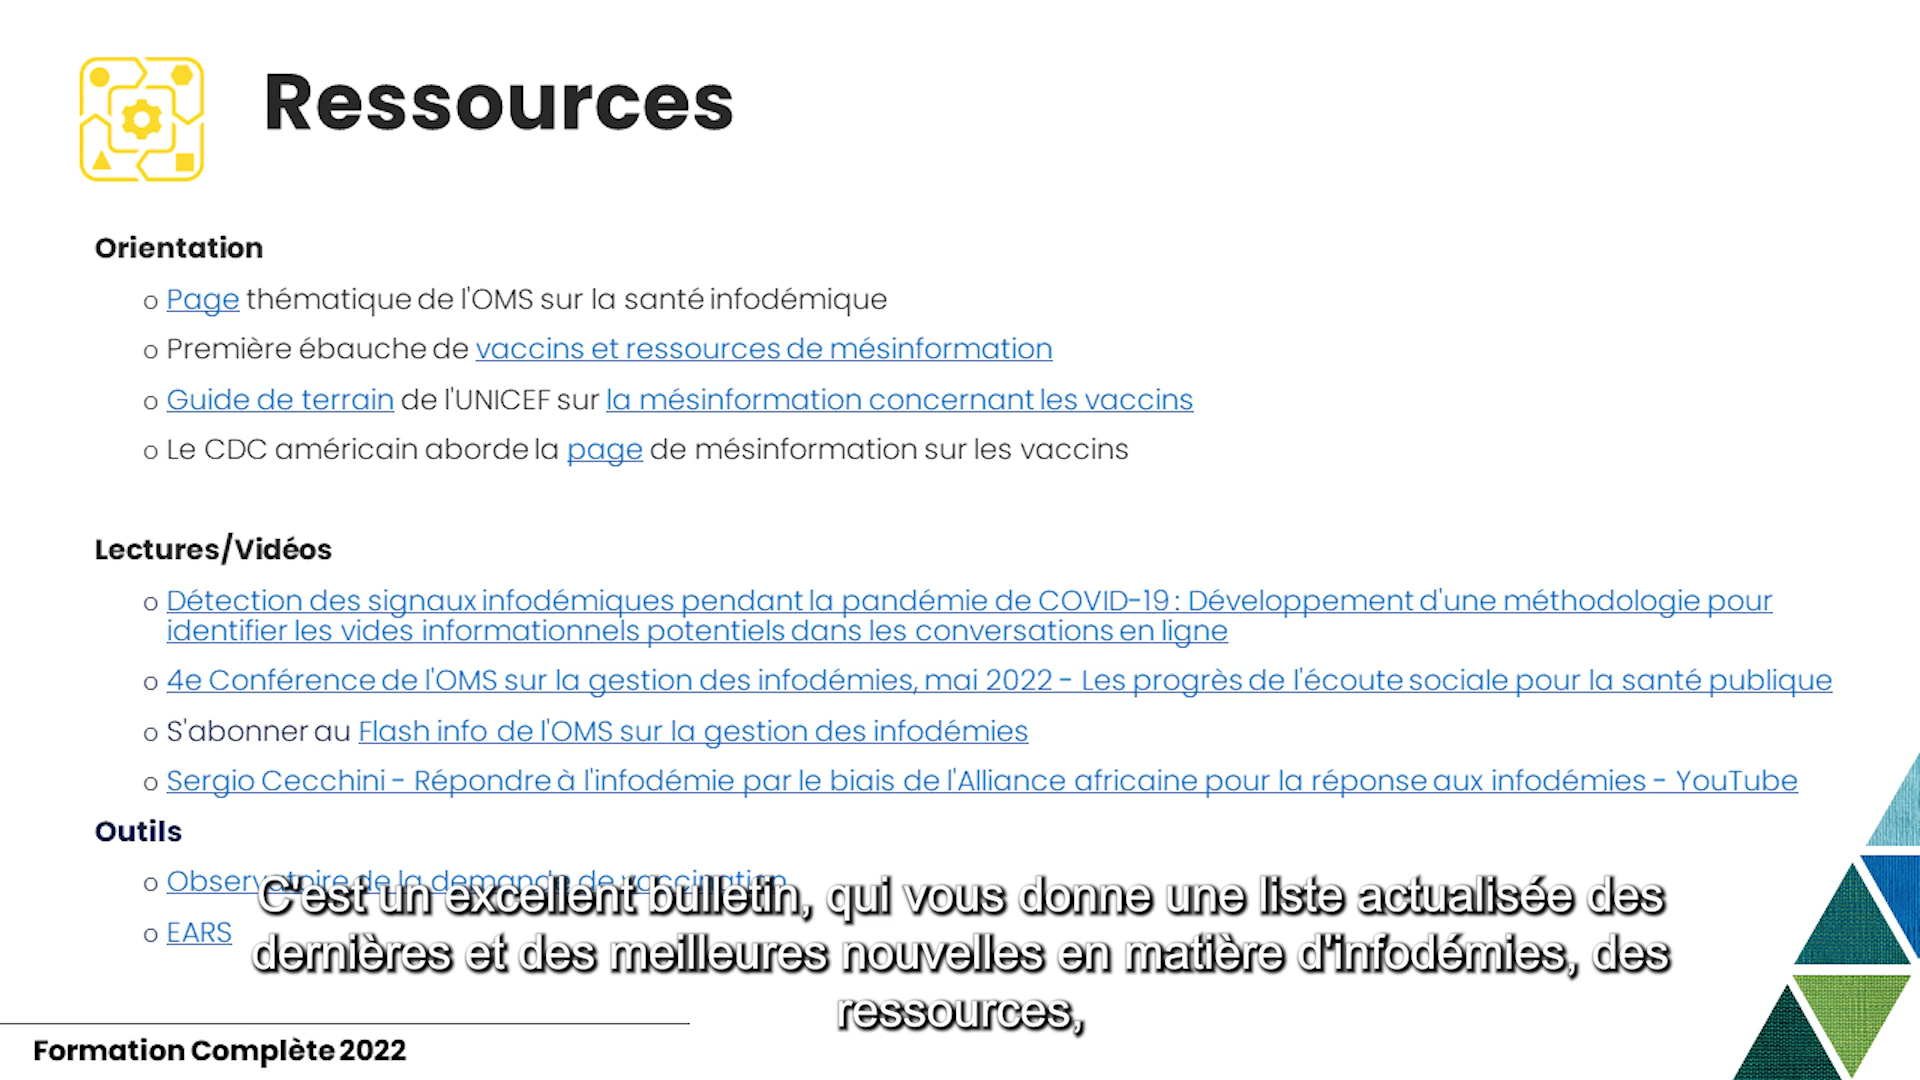 Ressources
Orientation
o Page thématique de l'OMS sur la santé infodémique
o Première ébauche de vaccins et ressources de mésinformation
o Guide de terrain de l'UNICEF sur la mésinformation concernant les vaccins
o Le CDC américain aborde la page de mésinformation sur les vaccins
Lectures/Vidéos
o Détection des signaux infodémiques pendant la pandémie de COVID-19 : Développement d'une méthodologie pour
identifier les vides informationnels potentiels dans les conversations en ligne
o 4e Conférence de l'OMS sur la gestion des infodémies, mai 2022 - Les progrès de l'écoute sociale pour la santé publique
o S'abonner au Flash info de l'OMS sur la gestion des infodémies
o Sergio Cecchini - Répondre à l'infodémie par le biais de l'Alliance africaine pour la réponse aux infodémies - YouTube
Outils
o Observatoire de la demande de vaccination
o EARS
C'est un excellent bulletin, qui vous donne une liste actualisée des
dernières et des meilleures nouvelles en matière d'infodémies, des
ressources,
Formation Complète 2022